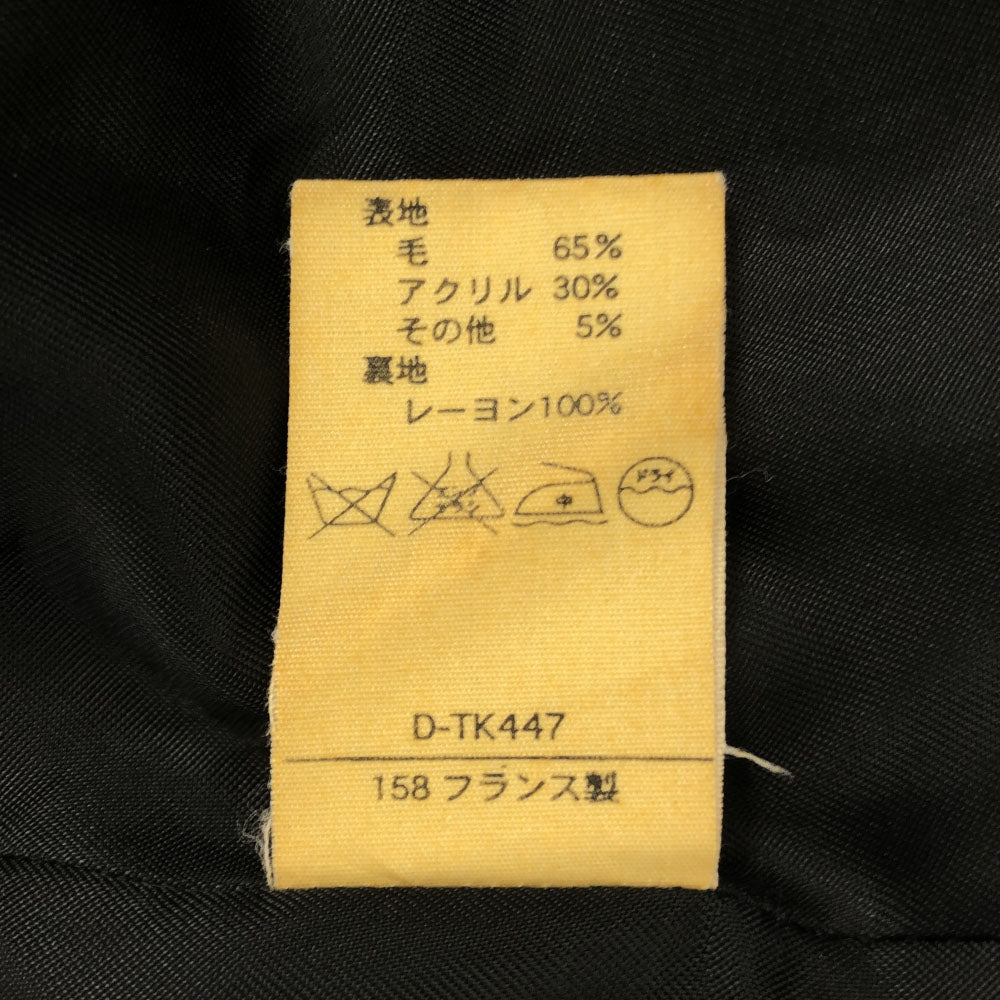 表地
毛 65%
アクリル 30%
その他 5%
裏地
レーヨン100%
中
ドライ
D-TK447
158 フランス製